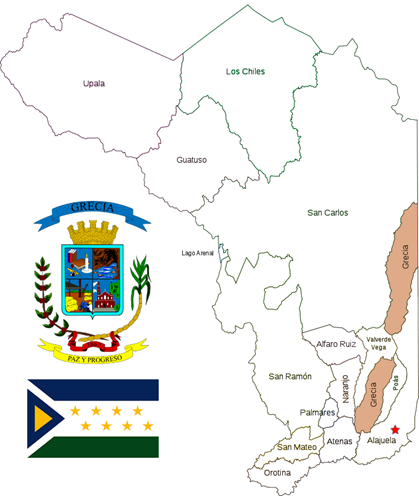 Los Chiles
Upala
Guatuso
GRECIA
San Carlos
Lago Arenal
Grecia
Alfaro Ruiz
Valverde
Vega
PAZ Y PROGRESO
San Ramón
Naranjo
Grecia
Poás
Palmares
San Mateo
Atenas
Alajuela
Orotina